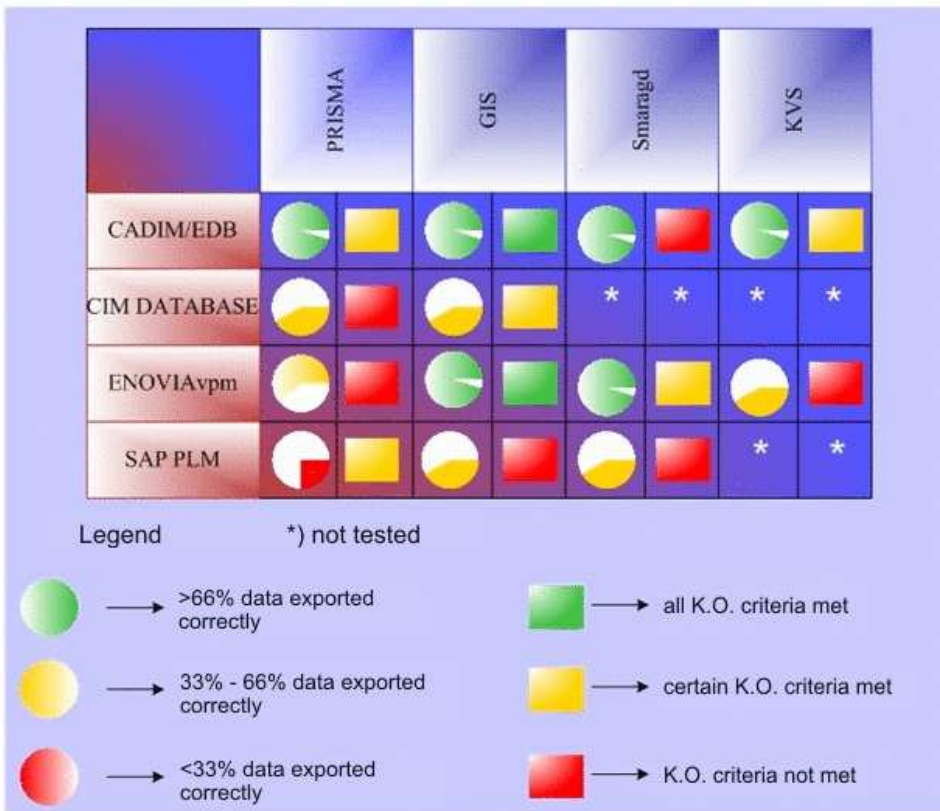 PRISMA
GIS
Smaragd
KVS
CADIM/EDB
CIM DATABASE
* * * *
ENOVIAvpm
SAP PLM
* *
Legend
*) not tested
>66% data exported
correctly
all K.O. criteria met
33% - 66% data exported
correctly
certain K.O. criteria met
<33% data exported
correctly
K.O. criteria not met